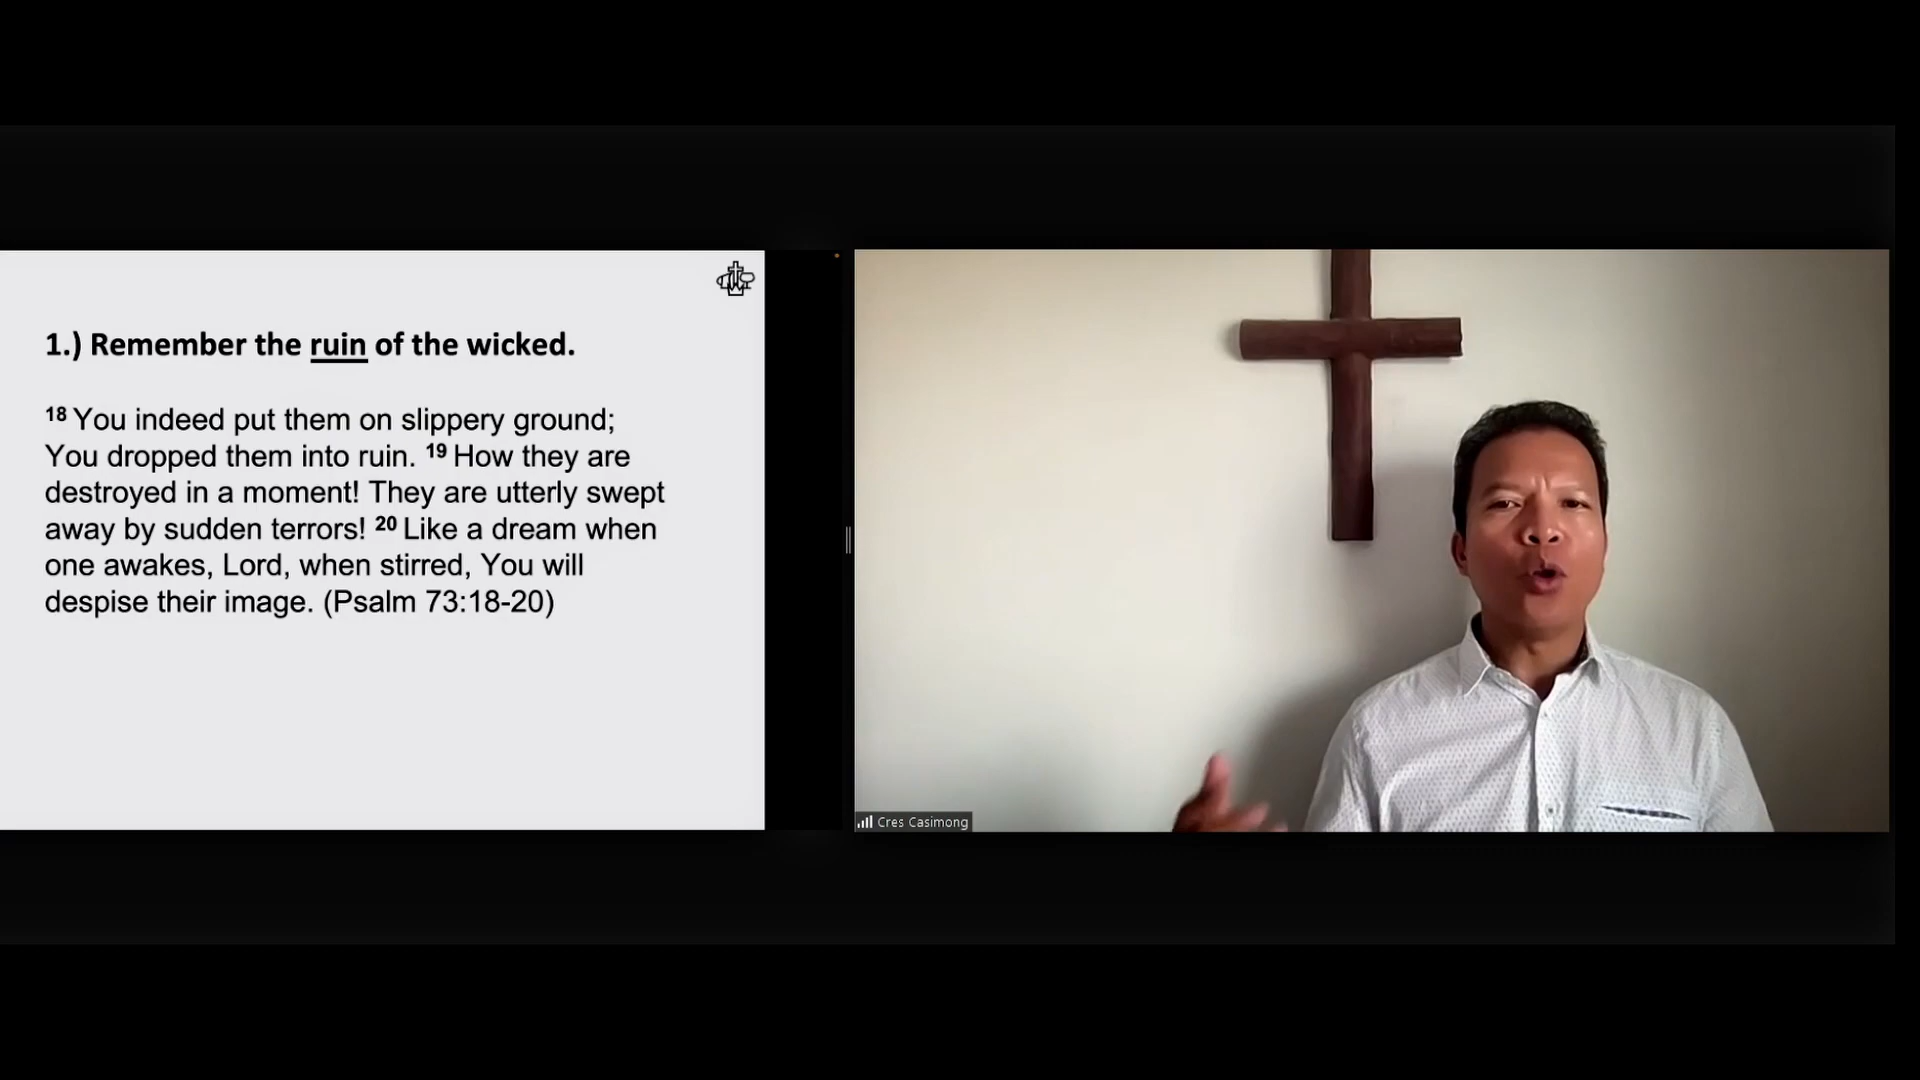 1.) Remember the ruin of the wicked.
18 You indeed put them on slippery ground;
You dropped them into ruin. 19 How they are
destroyed in a moment! They are utterly swept
away by sudden terrors! 20 Like a dream when
one awakes, Lord, when stirred, You will
despise their image. (Psalm 73:18-20)
Cres Casimong